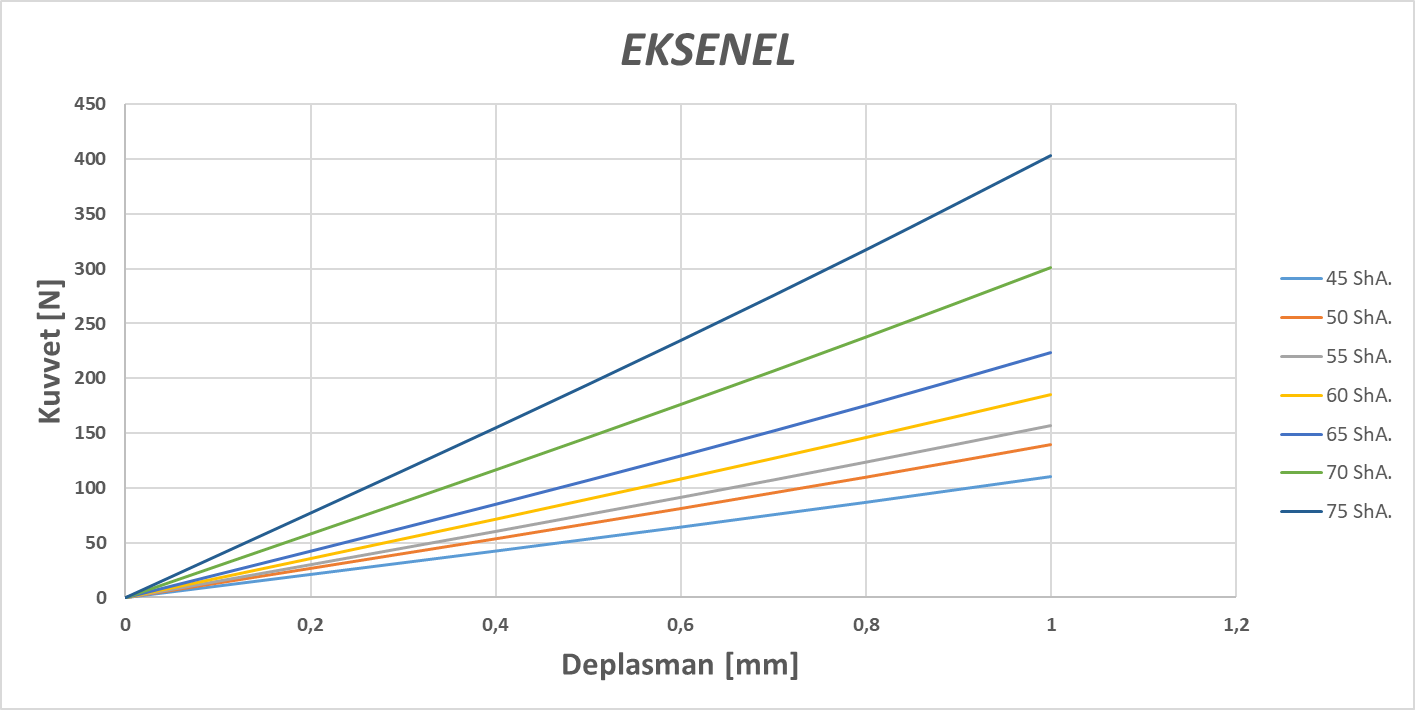 EKSENEL
450
400
350
300
250
200
150
100
50
0
Kuvvet [N]
0 0,2 0,4 0,6 0,8 1 1,2
Deplasman [mm]
45 ShA.
50 ShA.
55 ShA.
60 ShA.
65 ShA.
70 ShA.
75 ShA.